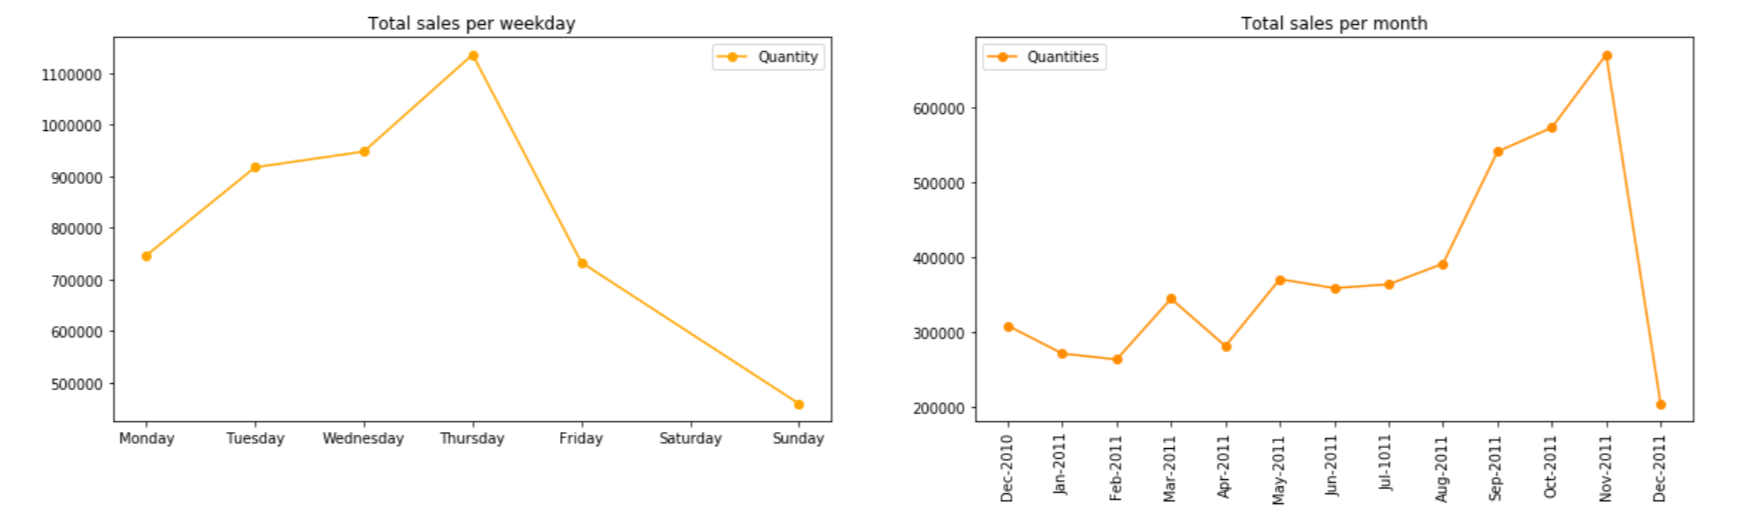 Total sales per weekday
Quantity
1100000
1000000
900000
800000
700000
600000
500000
Monday Tuesday Wednesday Thursday Friday Saturday Sunday
Total sales per month
Quantities
600000
500000
400000
300000
200000
Dec-2010
Jan-2011
Feb-2011
Mar-2011
Apr-2011
May-2011
Jun-2011
Jul-1011
Aug-2011
Sep-2011
Oct-2011
Nov-2011
Dec-2011